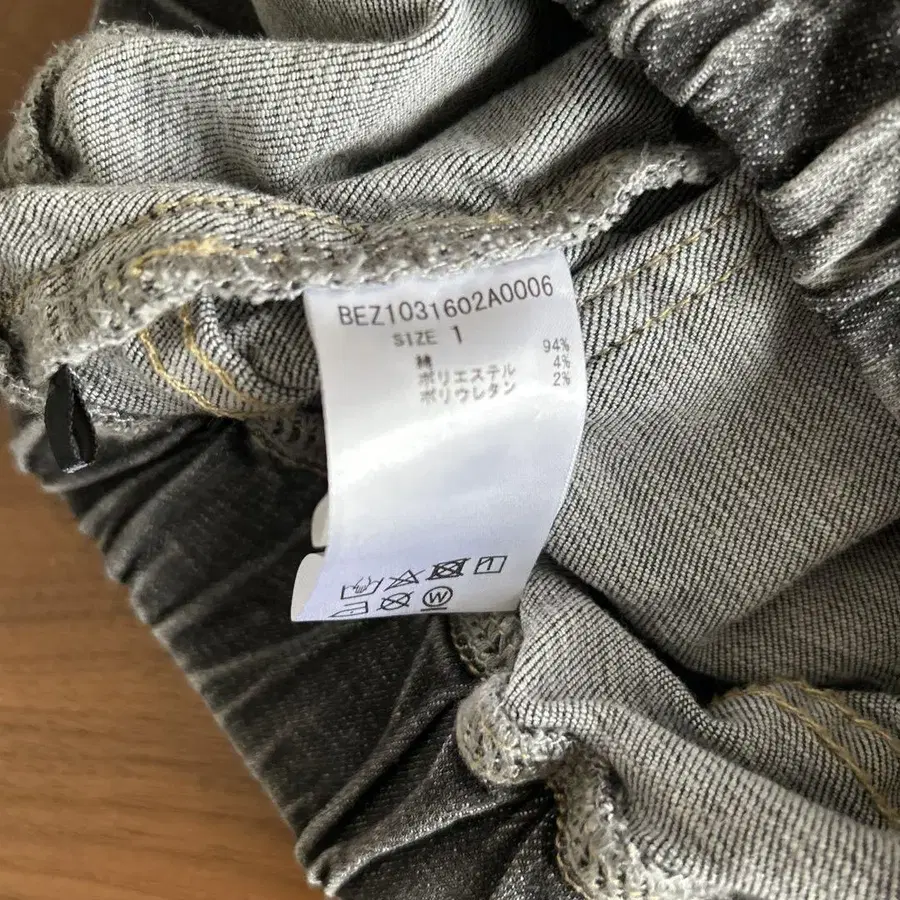 BEZ1031602A0006
SIZE 1
綿 94%
ポリエステル 4%
ポリウレタン 2%
W